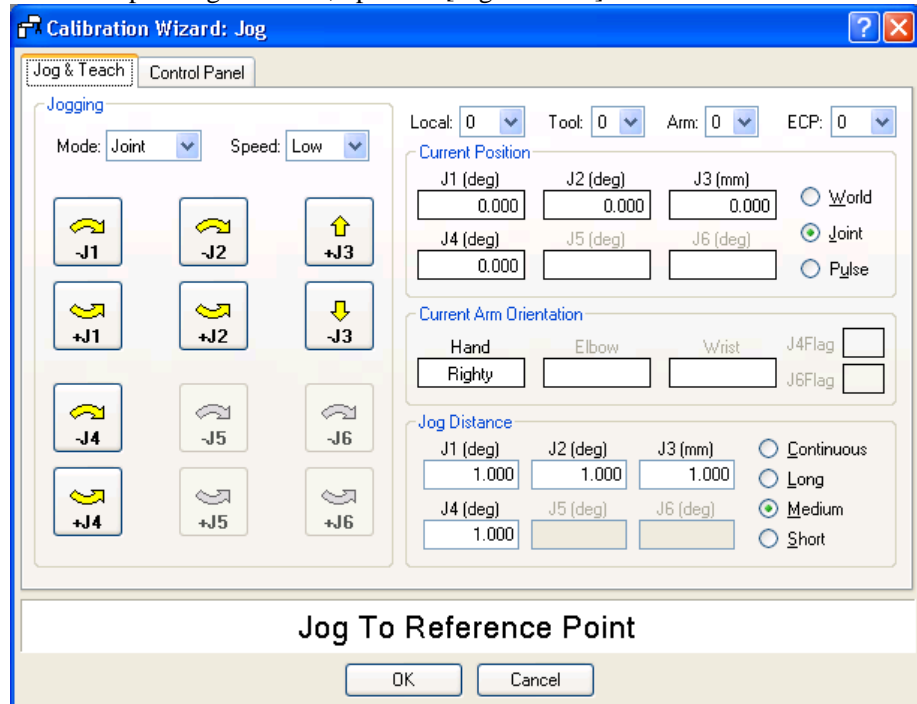 Calibration Wizard: Jog
Jog & Teach Control Panel
Jogging
Mode: Joint Speed: Low
-J1 -J2 +J3
+J1 +J2 -J3
-J4 -J5 -J6
+J4 +J5 +J6
Local: 0 Tool: 0 Arm: 0 ECP: 0
Current Position
J1 (deg) J2 (deg) J3 (mm)
0.000 0.000 0.000
J4 (deg) J5 (deg) J6 (deg)
0.000
World
Joint
Pulse
Current Arm Orientation
Hand Elbow Wrist J4Flag
Righty J6Flag
Jog Distance
J1 (deg) J2 (deg) J3 (mm)
1.000 1.000 1.000
J4 (deg) J5 (deg) J6 (deg)
1.000
Continuous
Long
Medium
Short
Jog To Reference Point
OK Cancel